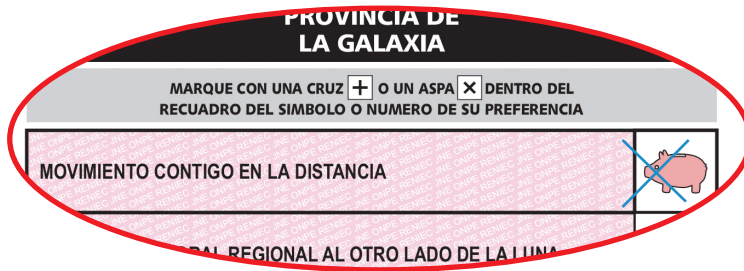 PROVINCIA DE
LA GALAXIA
MARQUE CON UNA CRUZ + O UN ASPA X DENTRO DEL
RECUADRO DEL SIMBOLO O NUMERO DE SU PREFERENCIA
MOVIMIENTO CONTIGO EN LA DISTANCIA
REGIONAL AL OTRO LADO DE LA LUNA